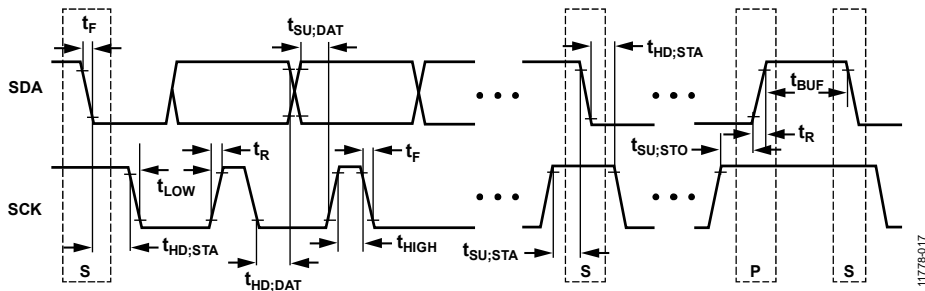 tF
tSU;DAT
tHD;STA
tBUF
SDA
tR
tF
tR
tLOW
tSU;STO
SCK
tHD;STA
tHIGH
tSU;STA
tHD;DAT
S
S
P
S
11778-017